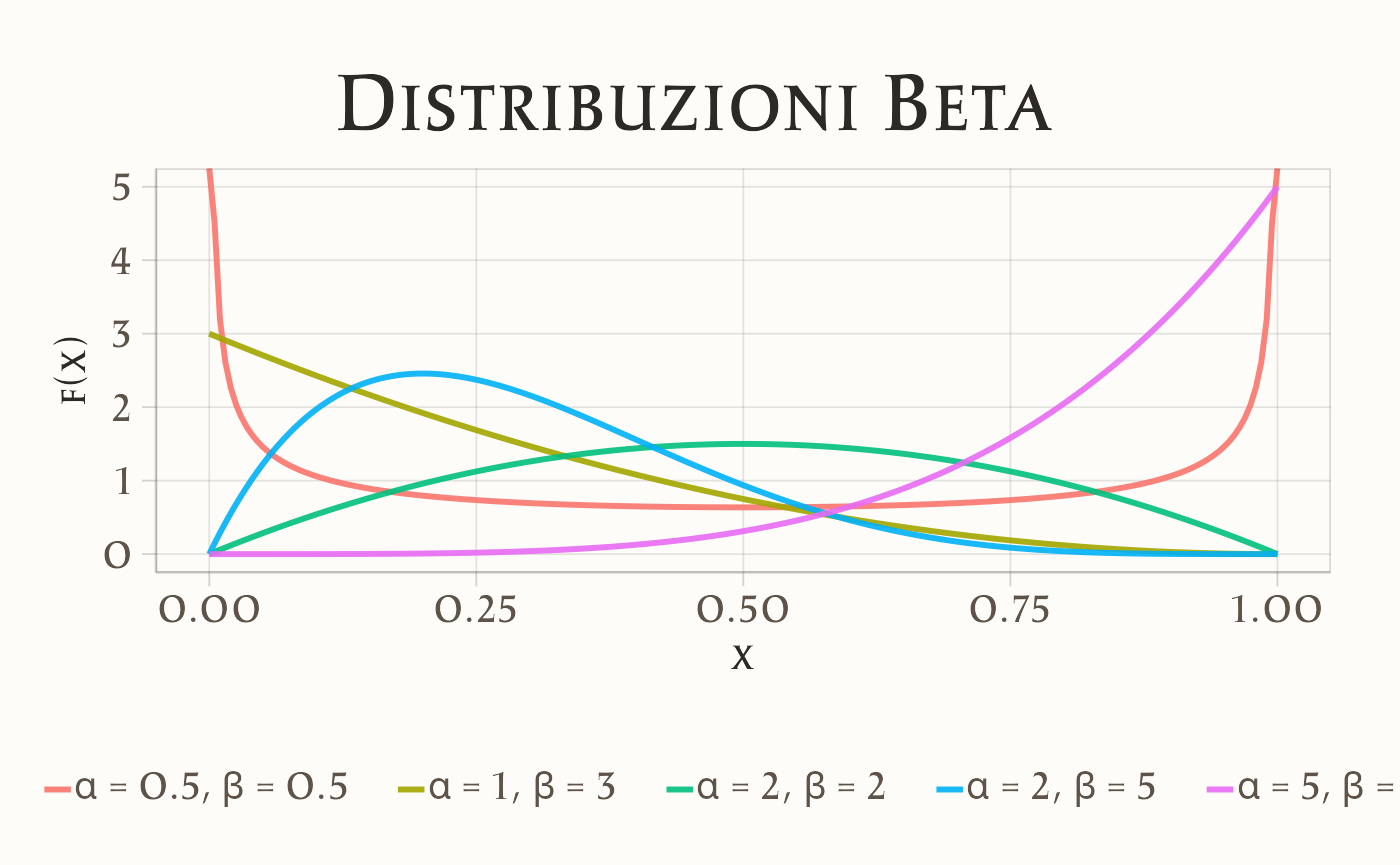 Distribuzioni Beta
5
4
3
2
1
0
F(x)
0.00 0.25 0.50 0.75 1.00
x
α = 0.5, β = 0.5 α = 1, β = 3 α = 2, β = 2 α = 2, β = 5 α = 5, β =